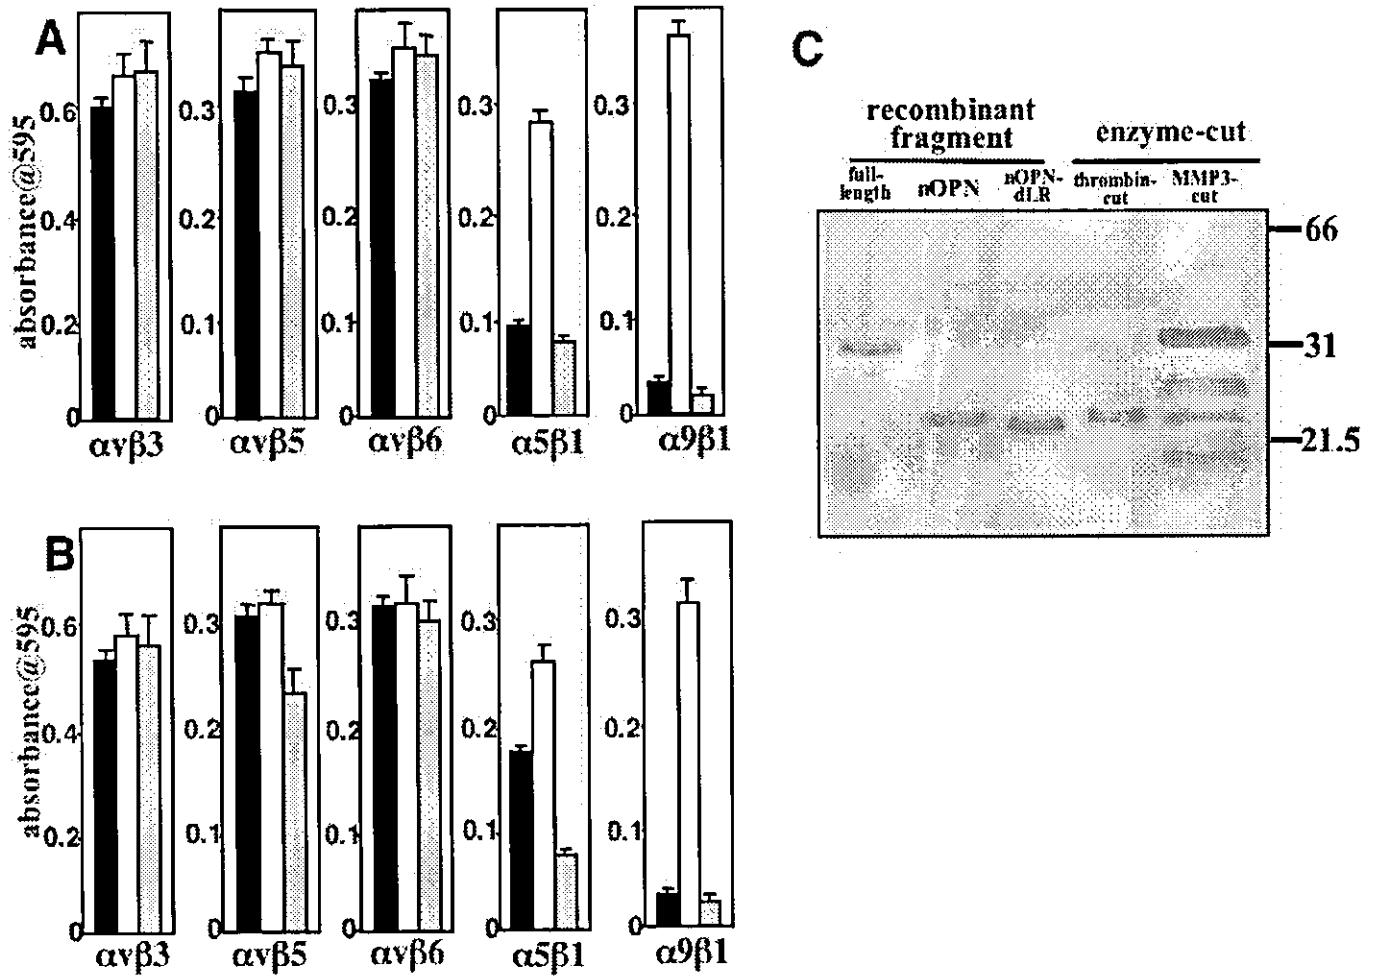 A
absorbance@595
0.6
0.4
0.2
0
αvβ3
0.3
0.2
0.1
0
αvβ5
0.3
0.2
0.1
0
αvβ6
0.3
0.2
0.1
0
α5β1
0.3
0.2
0.1
0
α9β1
B
absorbance@595
0.6
0.4
0.2
0
αvβ3
0.3
0.2
0.1
0
αvβ5
0.3
0.2
0.1
0
αvβ6
0.3
0.2
0.1
0
α5β1
0.3
0.2
0.1
0
α9β1
C
recombinant
fragment
enzyme-cut
full-
length
nOPN
nOPN-
dLR
thrombin-
cut
MMP3-
cut
66
31
21.5